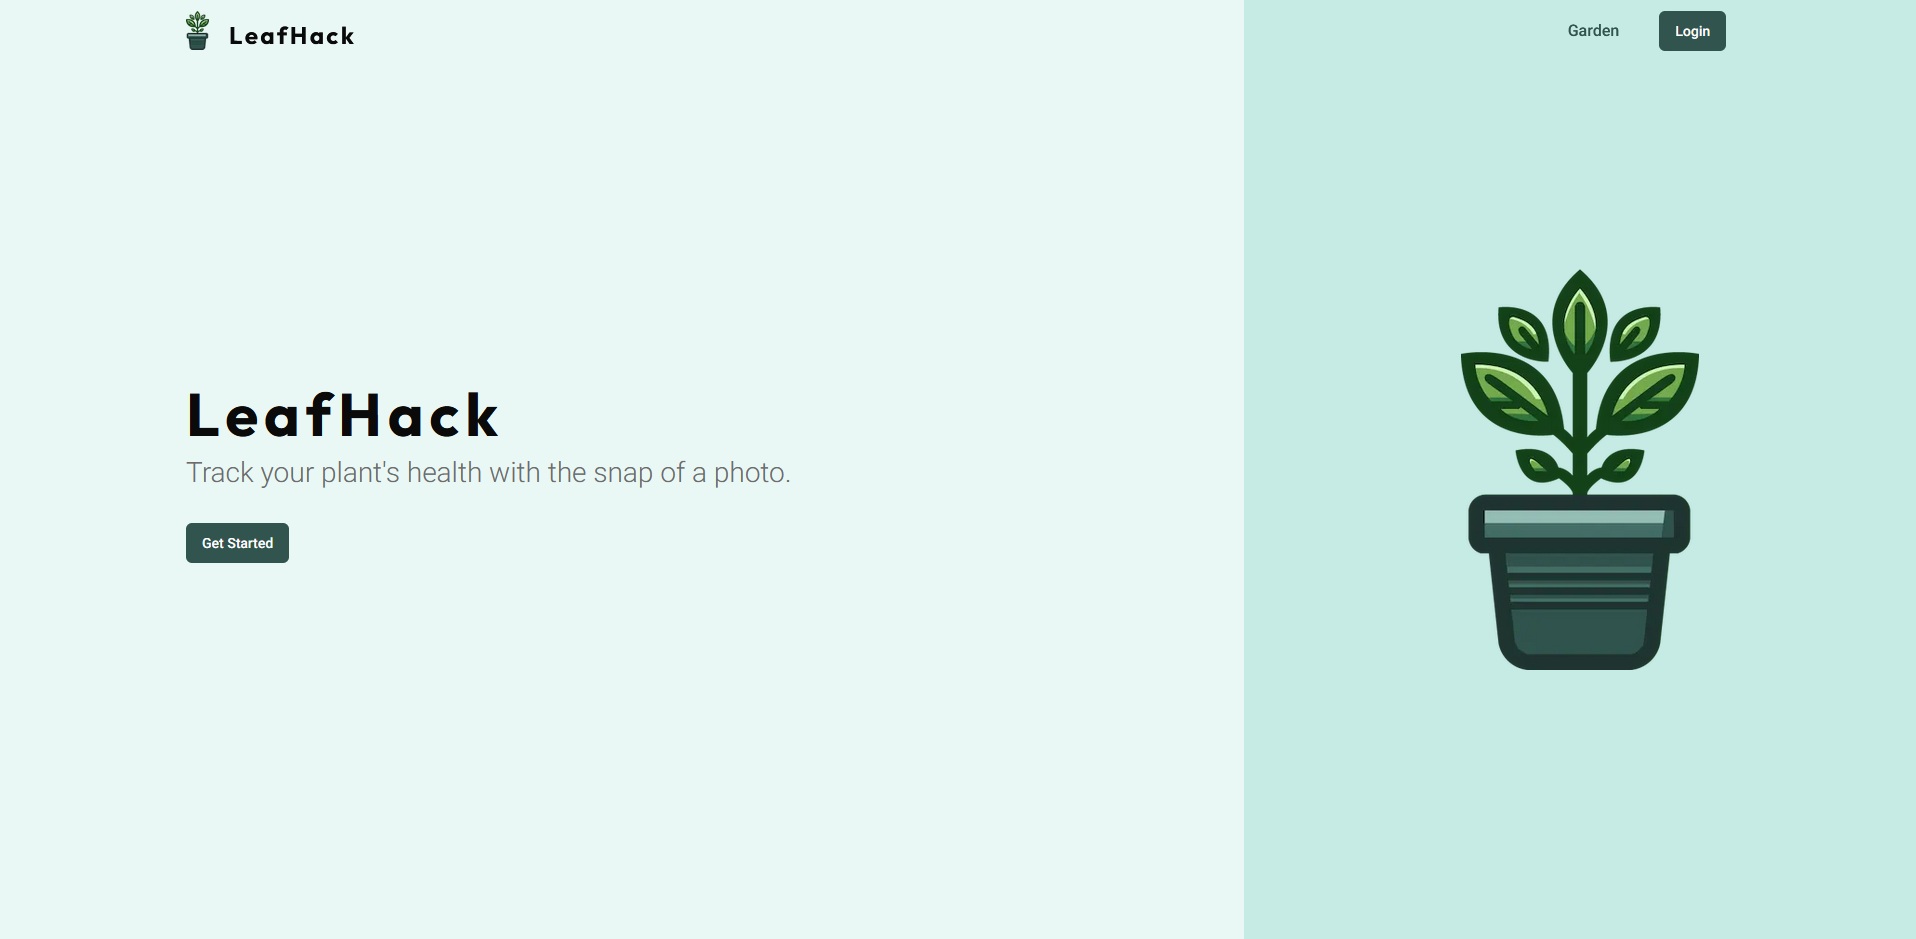 LeafHack
Garden
Login
LeafHack
Track your plant's health with the snap of a photo.
Get Started